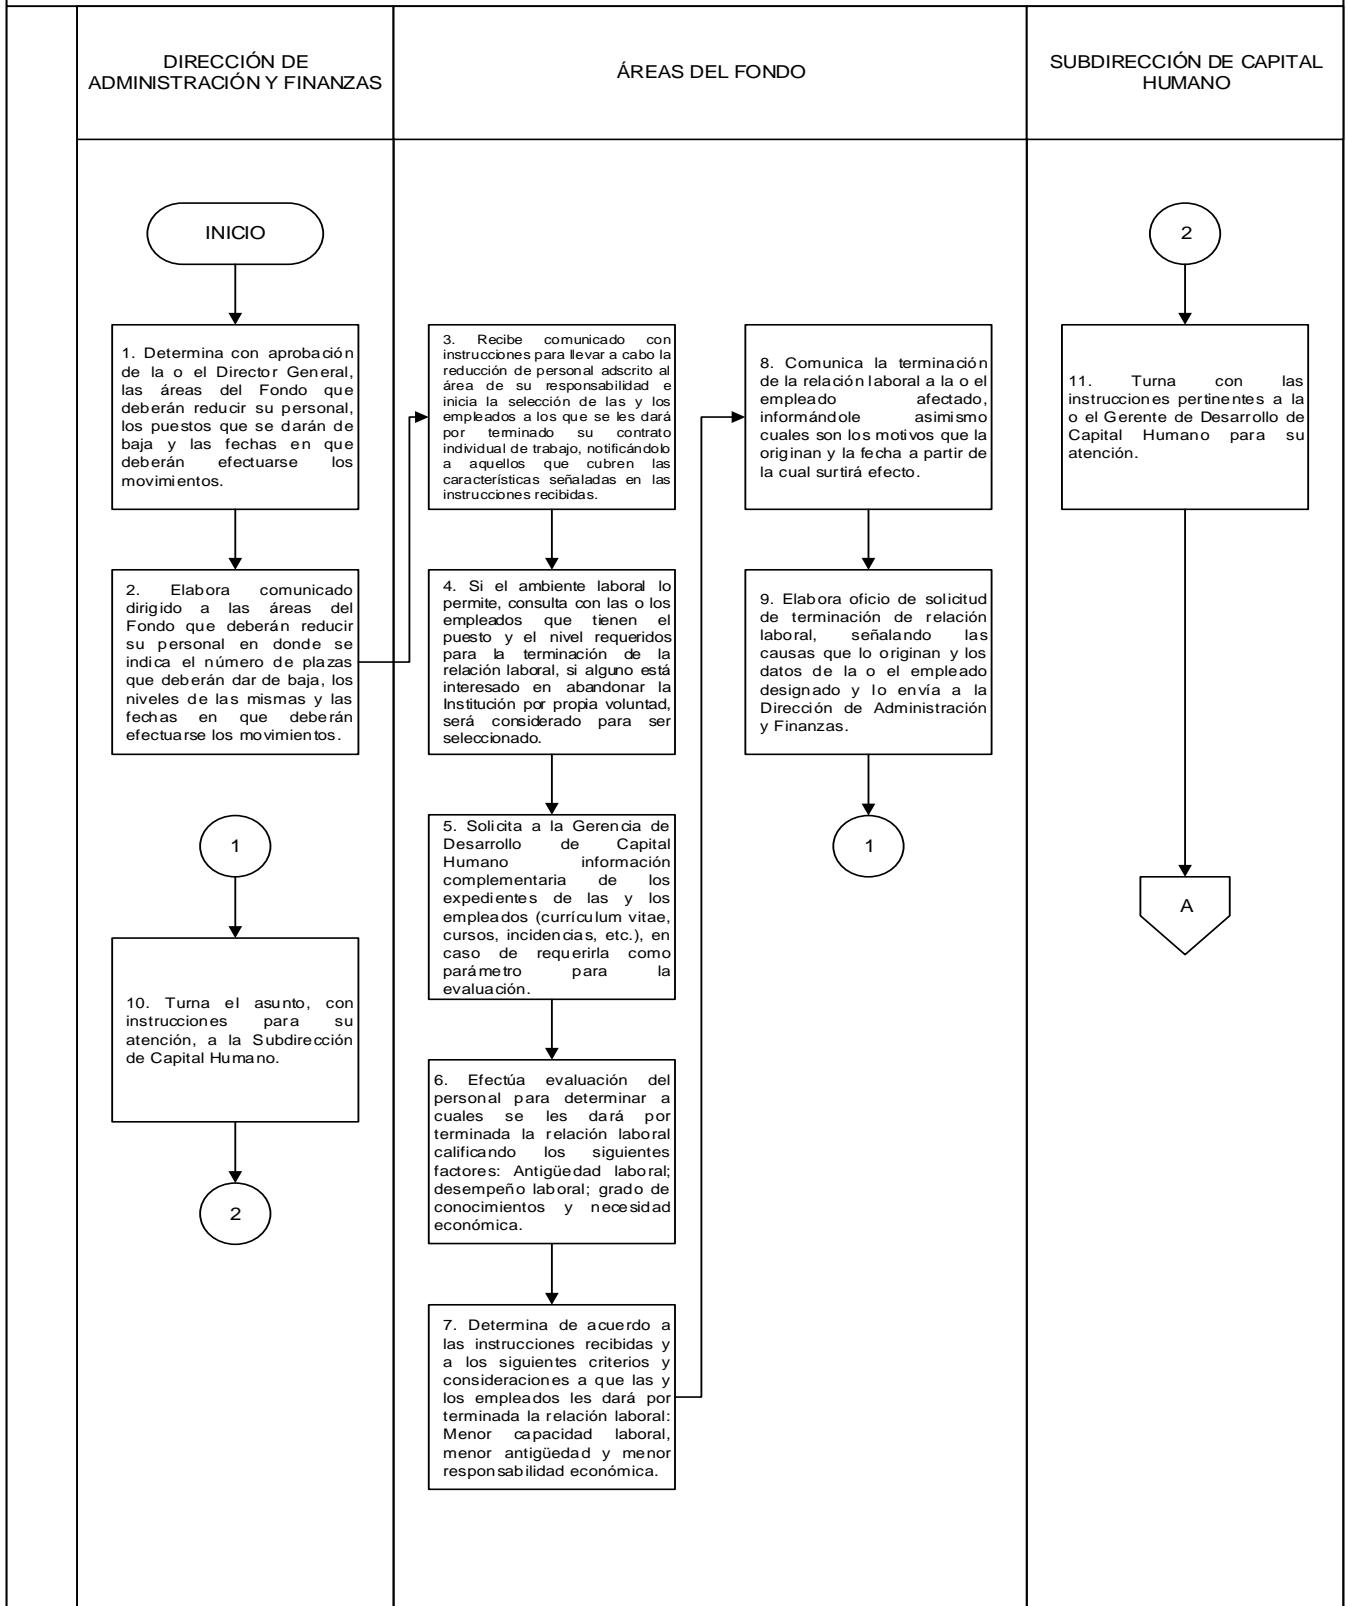 DIRECCIÓN DE
ADMINISTRACIÓN Y FINANZAS
ÁREAS DEL FONDO
SUBDIRECCIÓN DE CAPITAL
HUMANO
INICIO
1. Determina con aprobación
de la o el Director General,
las áreas del Fondo que
deberán reducir su personal,
los puestos que se darán de
baja y las fechas en que
deberán efectuarse los
movimientos.
2. Elabora comunicado
dirigido a las áreas del
Fondo que deberán reducir
su personal en donde se
indica el número de plazas
que deberán dar de baja, los
niveles de las mismas y las
fechas en que deberán
efectuarse los movimientos.
1
10. Turna el asunto, con
instrucciones para su
atención, a la Subdirección
de Capital Humano.
2
3. Recibe comunicado con
instrucciones para llevar a cabo la
reducción de personal adscrito al
área de su responsabilidad e
inicia la selección de las y los
empleados a los que se les dará
por terminado su contrato
individual de trabajo, notificándolo
a aquellos que cubren las
características señaladas en las
instrucciones recibidas.
4. Si el ambiente laboral lo
permite, consulta con las o los
empleados que tienen el
puesto y el nivel requeridos
para la terminación de la
relación laboral, si alguno está
interesado en abandonar la
Institución por propia voluntad,
será considerado para ser
seleccionado.
5. Solicita a la Gerencia de
Desarrollo de Capital
Humano información
complementaria de los
expedientes de las y los
empleados (currículum vitae,
cursos, incidencias, etc.), en
caso de requerirla como
parámetro para la
evaluación.
6. Efectúa evaluación del
personal para determinar a
cuales se les dará por
terminada la relación laboral
calificando los siguientes
factores: Antigüedad laboral;
desempeño laboral; grado de
conocimientos y necesidad
económica.
7. Determina de acuerdo a
las instrucciones recibidas y
a los siguientes criterios y
consideraciones a que las y
los empleados les dará por
terminada la relación laboral:
Menor capacidad laboral,
menor antigüedad y menor
responsabilidad económica.
8. Comunica la terminación
de la relación laboral a la o el
empleado afectado,
informándole asimismo
cuales son los motivos que la
originan y la fecha a partir de
la cual surtirá efecto.
9. Elabora oficio de solicitud
de terminación de relación
laboral, señalando las
causas que lo originan y los
datos de la o el empleado
designado y lo envía a la
Dirección de Administración
y Finanzas.
1
2
11. Turna con las
instrucciones pertinentes a la
o el Gerente de Desarrollo de
Capital Humano para su
atención.
A